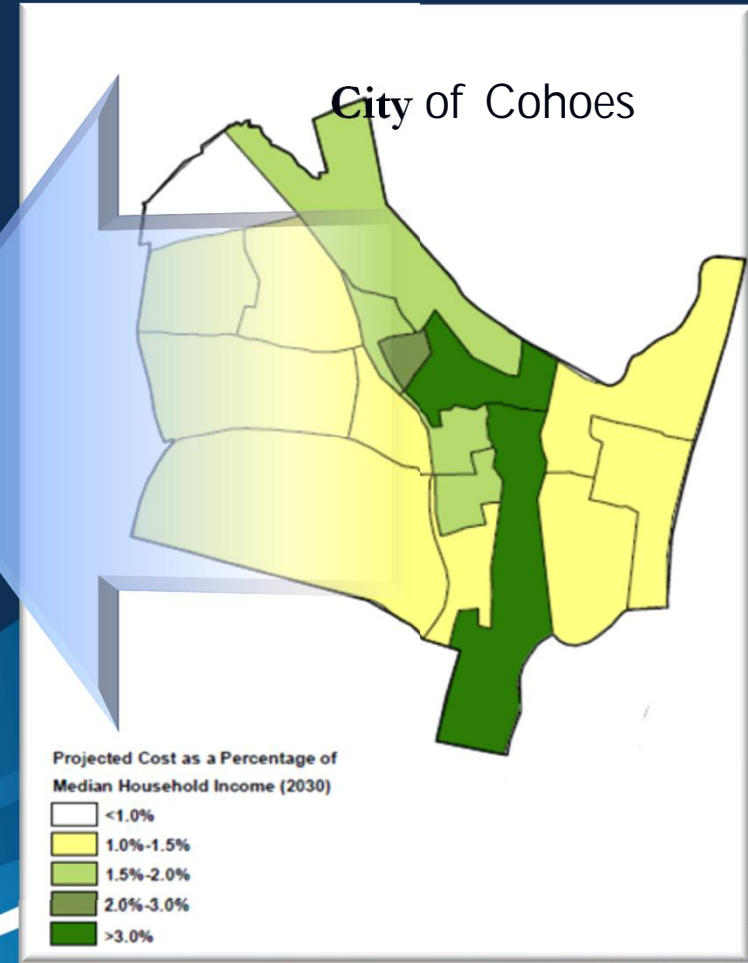 City of Cohoes
Projected Cost as a Percentage of
Median Household Income (2030)
<1.0%
1.0%-1.5%
1.5%-2.0%
2.0%-3.0%
>3.0%